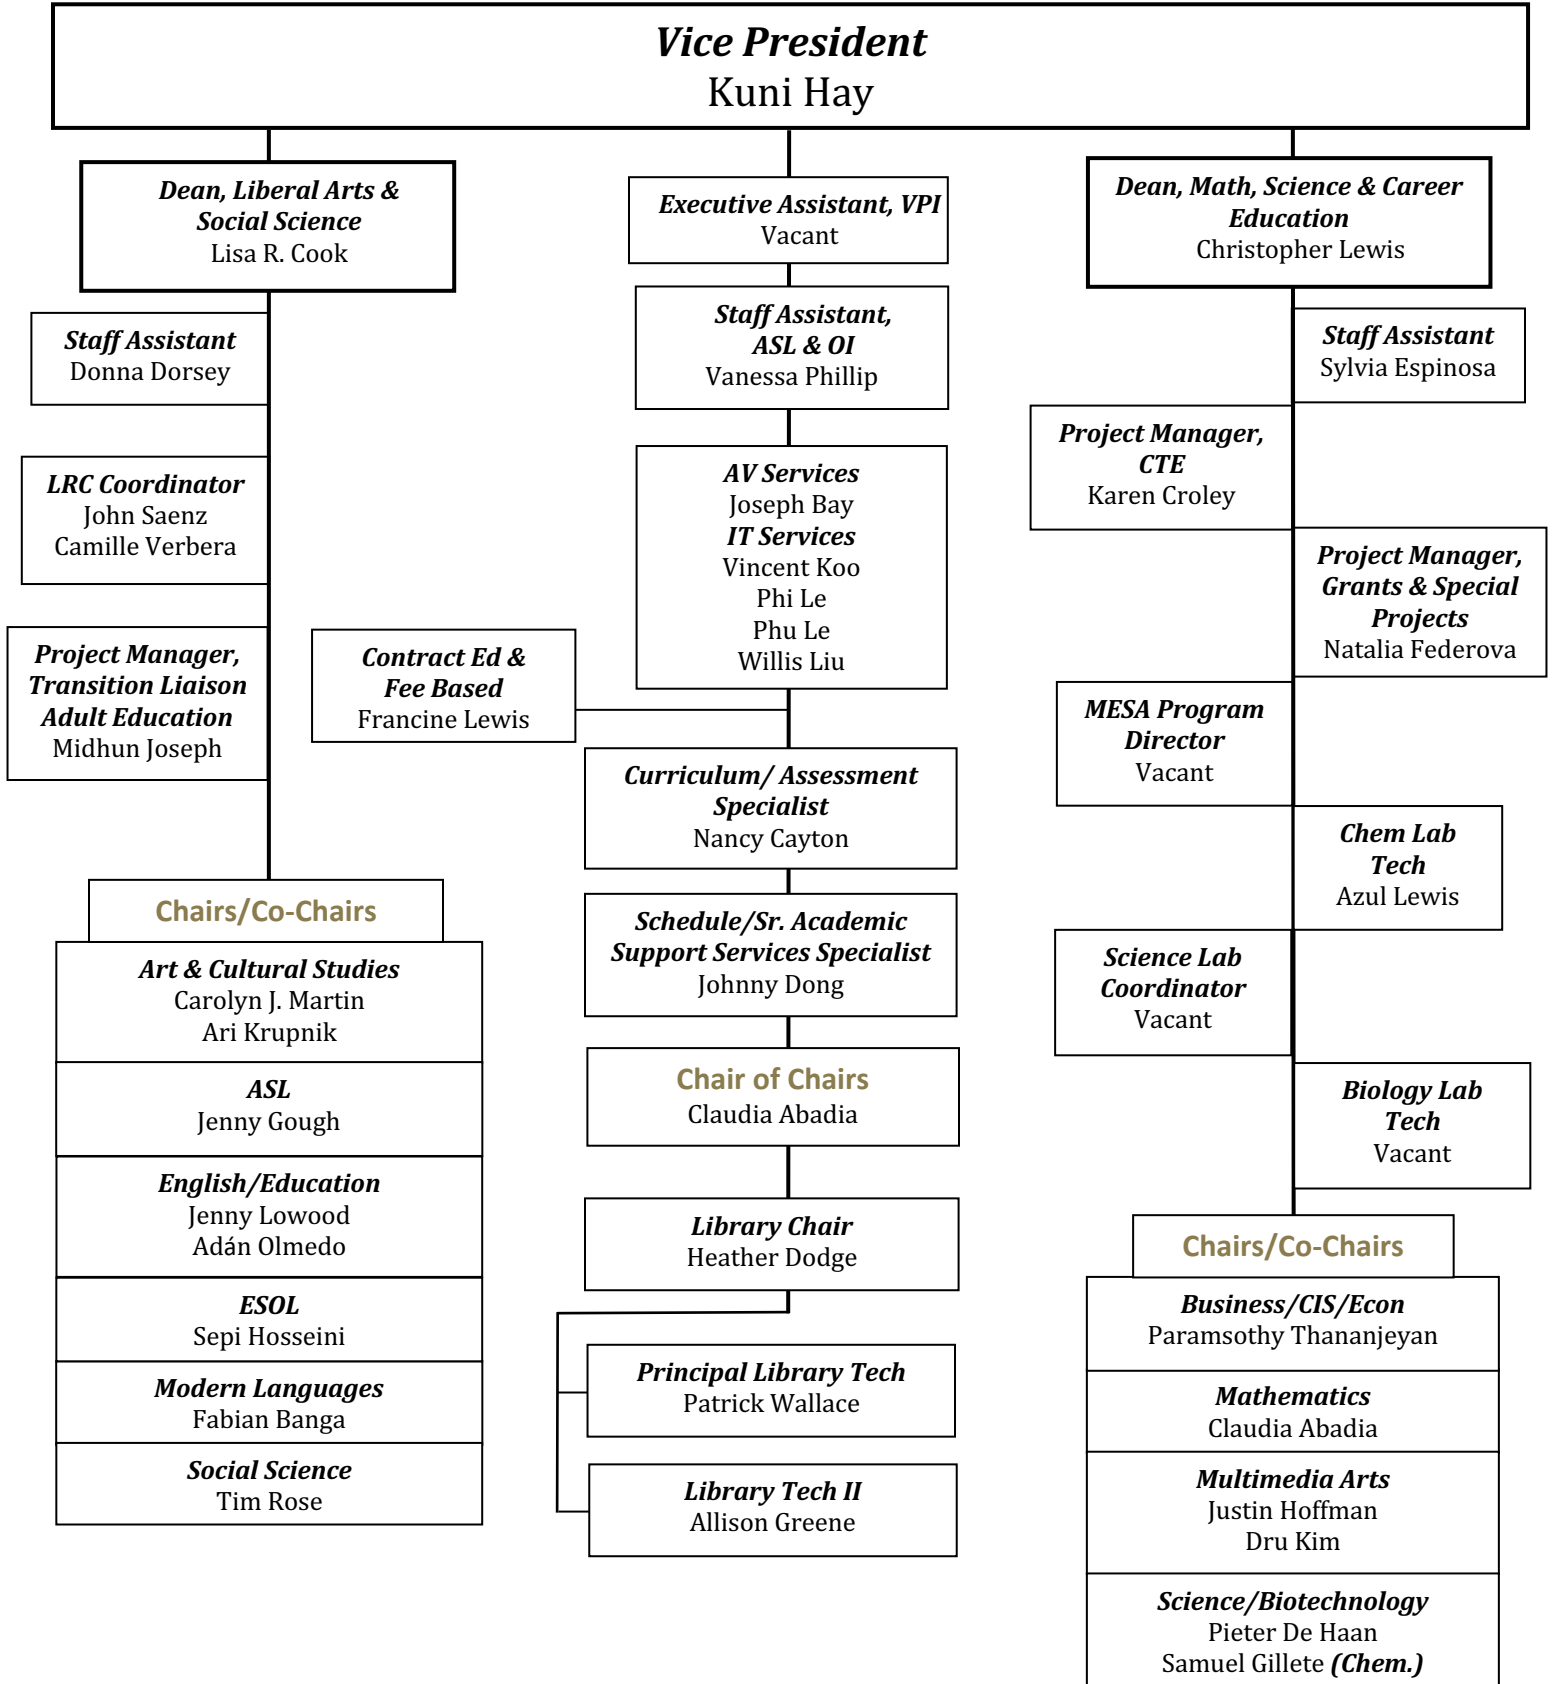 Vice President
Kuni Hay
Dean, Liberal Arts &
Social Science
Lisa R. Cook
Staff Assistant
Donna Dorsey
LRC Coordinator
John Saenz
Camille Verbera
Project Manager,
Transition Liaison
Adult Education
Midhun Joseph
Chairs/Co-Chairs
Art & Cultural Studies
Carolyn J. Martin
Ari Krupnik
ASL
Jenny Gough
English/Education
Jenny Lowood
Adán Olmedo
ESOL
Sepi Hosseini
Modern Languages
Fabian Banga
Social Science
Tim Rose
Executive Assistant, VPI
Vacant
Staff Assistant,
ASL & OI
Vanessa Phillip
AV Services
Joseph Bay
IT Services
Vincent Koo
Phi Le
Phu Le
Willis Liu
Contract Ed &
Fee Based
Francine Lewis
Curriculum/ Assessment
Specialist
Nancy Cayton
Schedule/Sr. Academic
Support Services Specialist
Johnny Dong
Chair of Chairs
Claudia Abadia
Library Chair
Heather Dodge
Principal Library Tech
Patrick Wallace
Library Tech II
Allison Greene
Dean, Math, Science & Career
Education
Christopher Lewis
Staff Assistant
Sylvia Espinosa
Project Manager,
CTE
Karen Croley
Project Manager,
Grants & Special
Projects
Natalia Federova
MESA Program
Director
Vacant
Chem Lab
Tech
Azul Lewis
Science Lab
Coordinator
Vacant
Biology Lab
Tech
Vacant
Chairs/Co-Chairs
Business/CIS/Econ
Paramsothy Thananjeyan
Mathematics
Claudia Abadia
Multimedia Arts
Justin Hoffman
Dru Kim
Science/Biotechnology
Pieter De Haan
Samuel Gillete (Chem.)